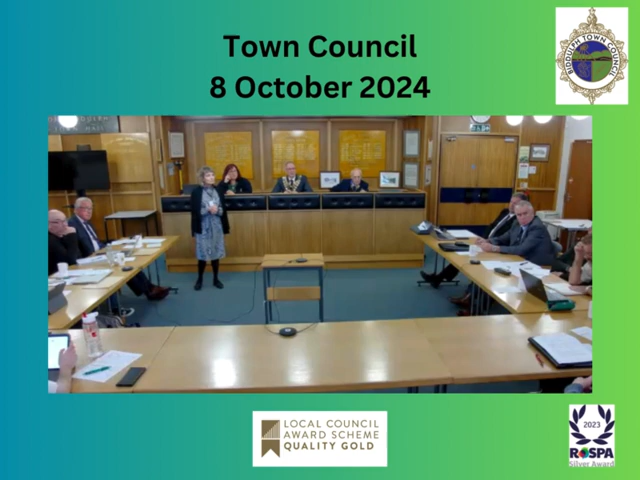 Town Council
8 October 2024
BIDDULPH TOWN COUNCIL
LOCAL COUNCIL
AWARD SCHEME
QUALITY GOLD
2023
RoSPA
Silver Award